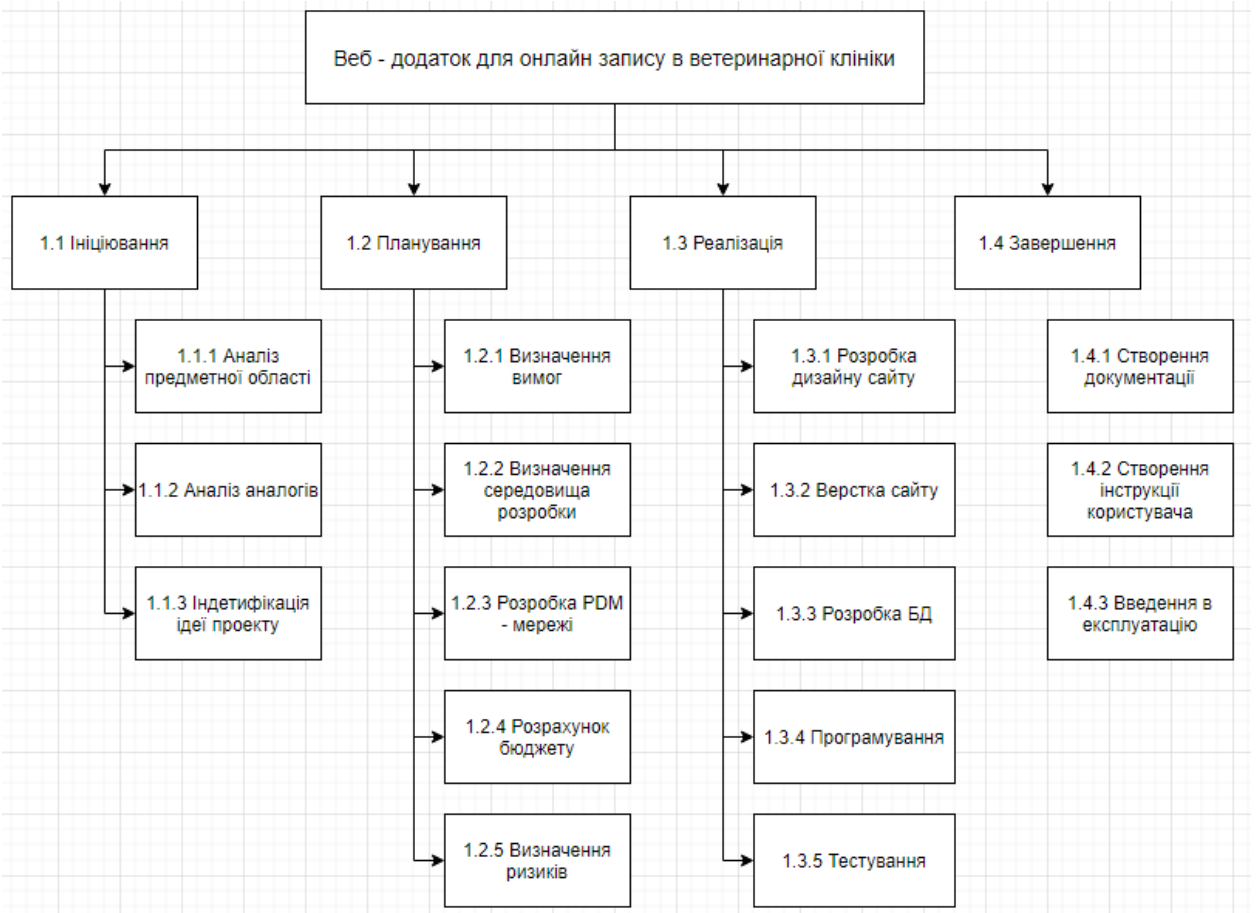 Веб - додаток для онлайн запису в ветеринарної клініки
1.1 Ініціювання
1.2 Планування
1.3 Реалізація
1.4 Завершення
1.1.1 Аналіз
предметної області
1.1.2 Аналіз аналогів
1.1.3 Індетифікація
ідеї проекту
1.2.1 Визначення
вимог
1.2.2 Визначення
середовища
розробки
1.2.3 Розробка PDM
- мережі
1.2.4 Розрахунок
бюджету
1.2.5 Визначення
ризиків
1.3.1 Розробка
дизайну сайту
1.3.2 Верстка сайту
1.3.3 Розробка БД
1.3.4 Програмування
1.3.5 Тестування
1.4.1 Створення
документації
1.4.2 Створення
інструкції
користувача
1.4.3 Введення в
експлуатацію